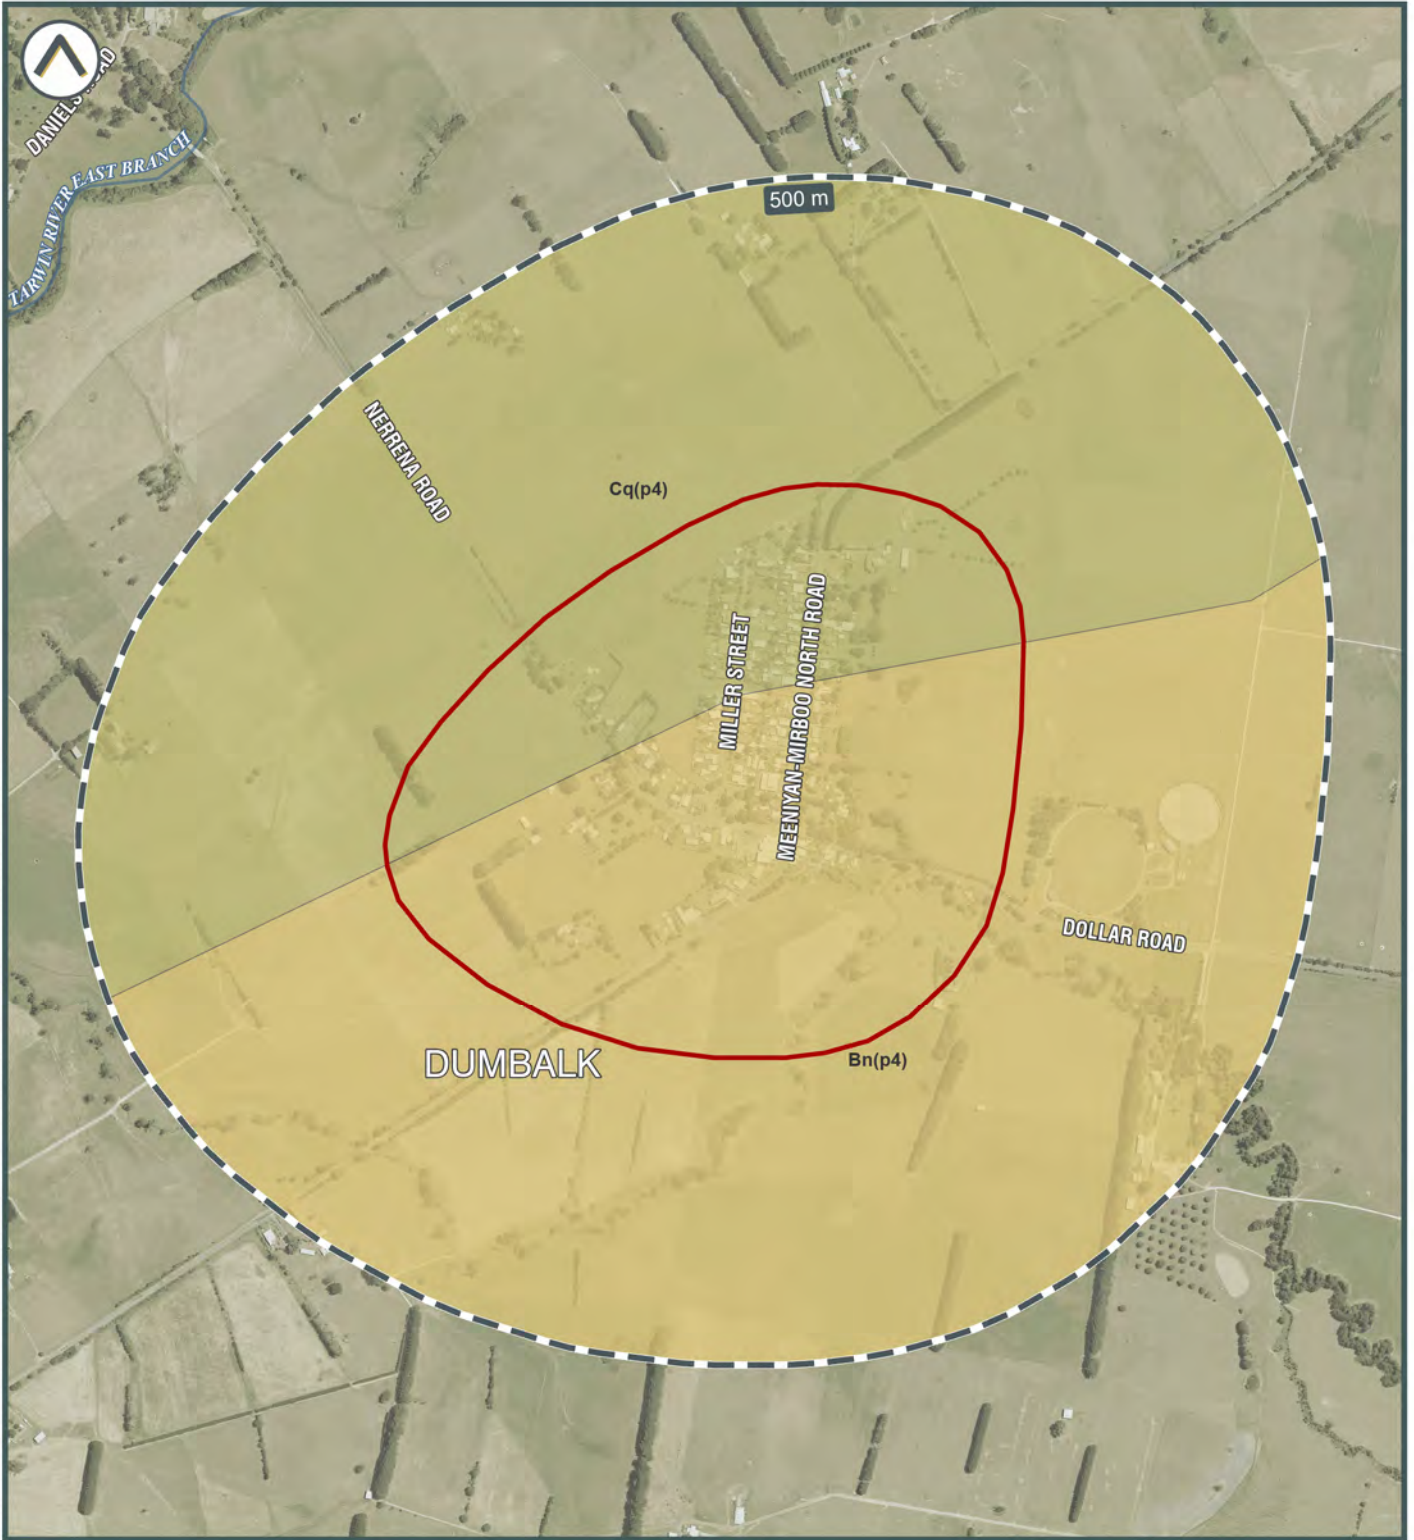 DANIELS ROAD
TARWIN RIVER EAST BRANCH
500 m
NERRENA ROAD
Cq(p4)
MILLER STREET
MEENIYAN-MIRBOO NORTH ROAD
DOLLAR ROAD
DUMBALK
Bn(p4)